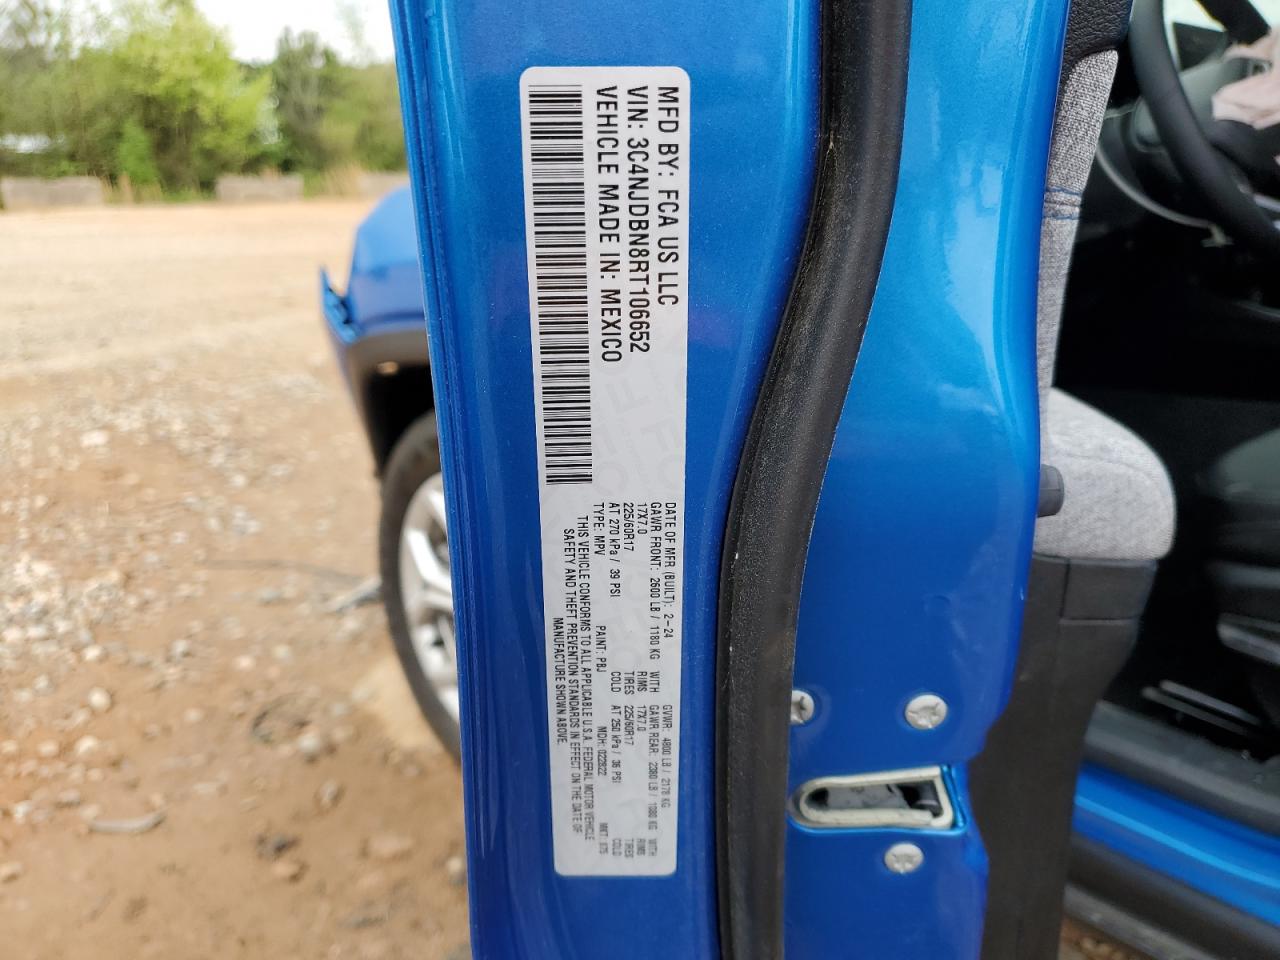 MFD BY: FCA US LLC
VIN: 3C4NJDBN8RT106652
VEHICLE MADE IN: MEXICO
DATE OF MFR (BUILT): 2-24 GVWR: 4800 LB / 2178 KG
GAWR FRONT: 2600 LB / 1180 KG WITH GAWR REAR: 2380 LB / 1080 KG WITH
17X7.0 RIMS 17X7.0 RIMS
225/60R17 TIRES 225/60R17 TIRES
AT 270 kPa / 39 PSI COLD AT 250 kPa / 36 PSI COLD
TYPE: MPV PAINT: PBJ MDH: 022822 MKT:
THIS VEHICLE CONFORMS TO ALL APPLICABLE U.S.A. FEDERAL MOTOR VEHICLE
SAFETY AND THEFT PREVENTION STANDARDS IN EFFECT ON THE DATE OF
MANUFACTURE SHOWN ABOVE.